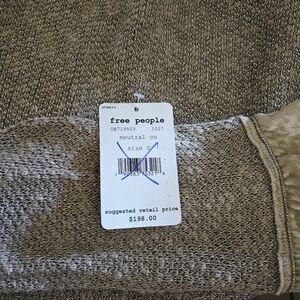 free people
OB719503 1027
neutral co
size S
suggested retail price
$198.00